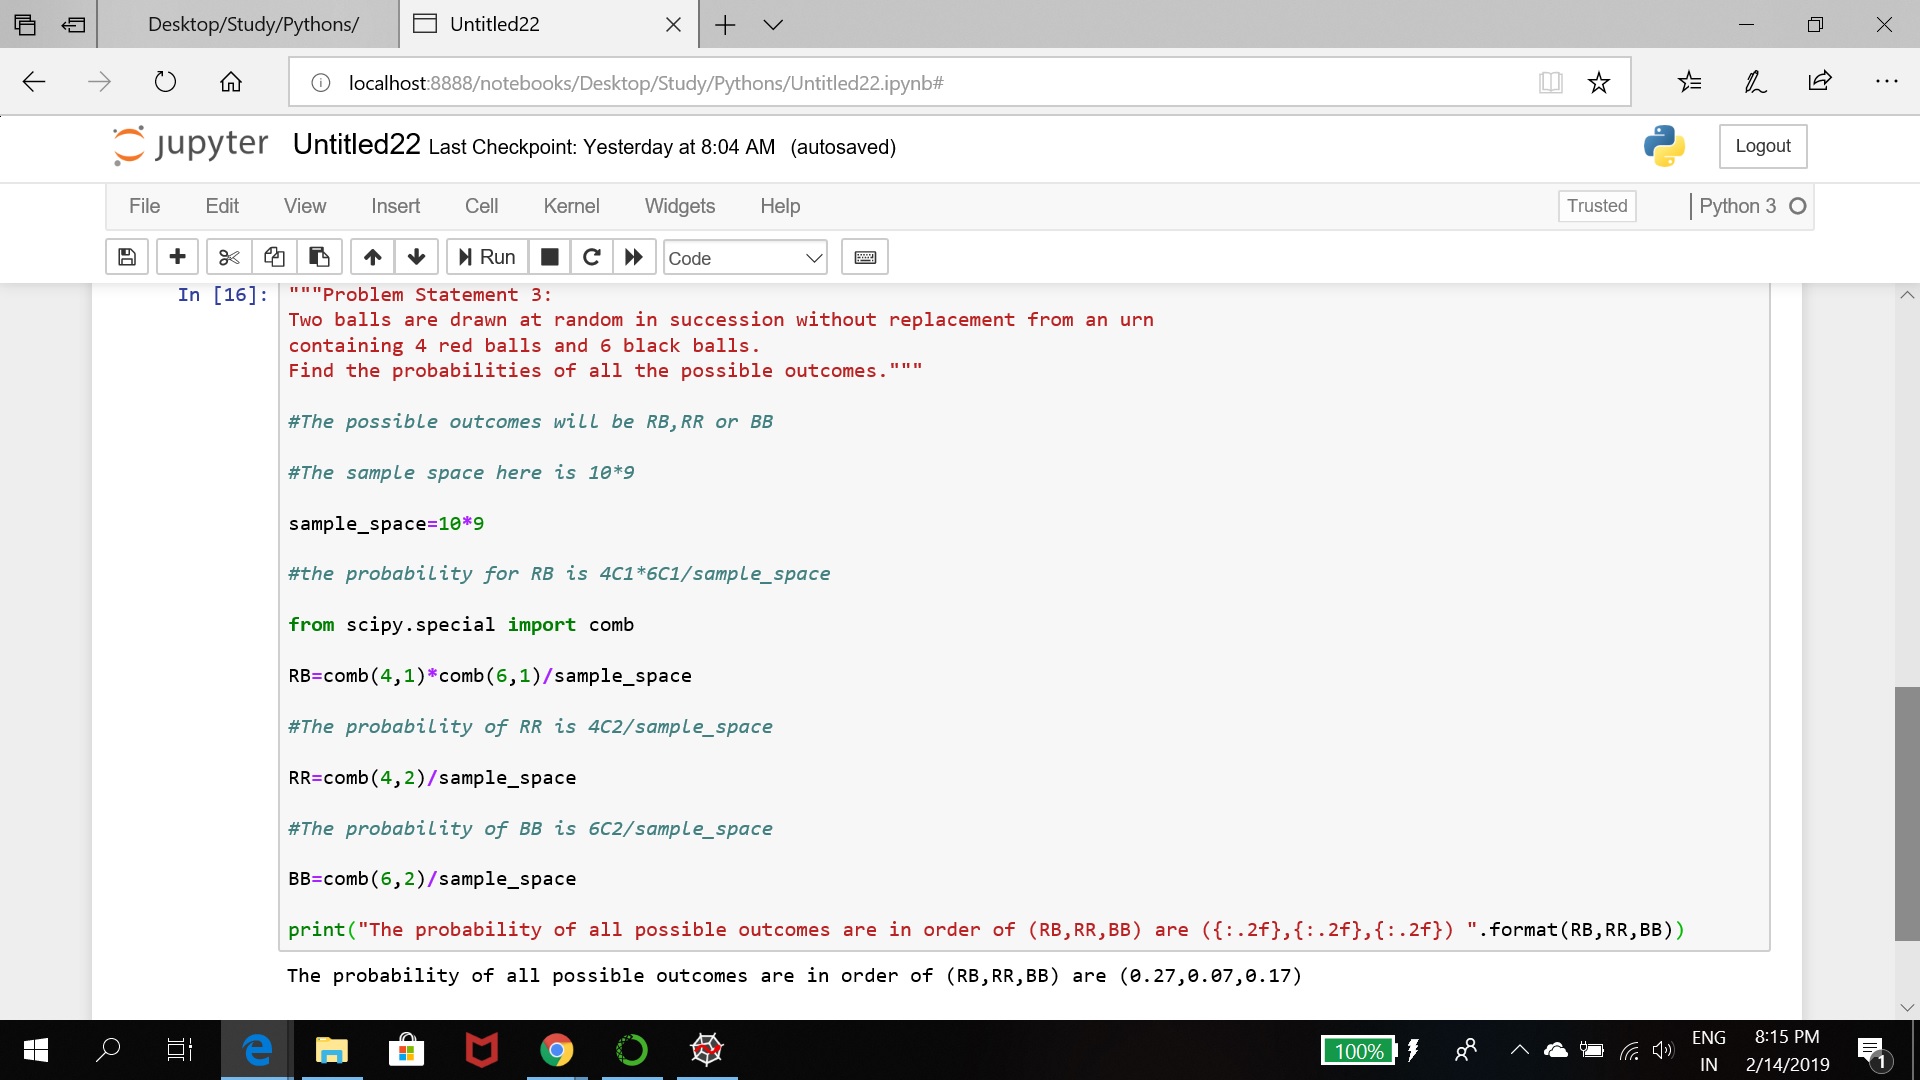 Desktop/Study/Pythons/
Untitled22
localhost:8888/notebooks/Desktop/Study/Pythons/Untitled22.ipynb#
jupyter Untitled22 Last Checkpoint: Yesterday at 8:04 AM (autosaved)
Logout
File Edit View Insert Cell Kernel Widgets Help
Trusted
Python 3
Run
Code
In [16]: """Problem Statement 3:
Two balls are drawn at random in succession without replacement from an urn
containing 4 red balls and 6 black balls.
Find the probabilities of all the possible outcomes."""
#The possible outcomes will be RB,RR or BB
#The sample space here is 10*9
sample_space=10*9
#the probability for RB is 4C1*6C1/sample_space
from scipy.special import comb
RB=comb(4,1)*comb(6,1)/sample_space
#The probability of RR is 4C2/sample_space
RR=comb(4,2)/sample_space
#The probability of BB is 6C2/sample_space
BB=comb(6,2)/sample_space
print("The probability of all possible outcomes are in order of (RB,RR,BB) are ({:.2f},{:.2f},{:.2f}) ".format(RB,RR,BB))
The probability of all possible outcomes are in order of (RB,RR,BB) are (0.27,0.07,0.17)
100%
ENG
IN
8:15 PM
2/14/2019
1